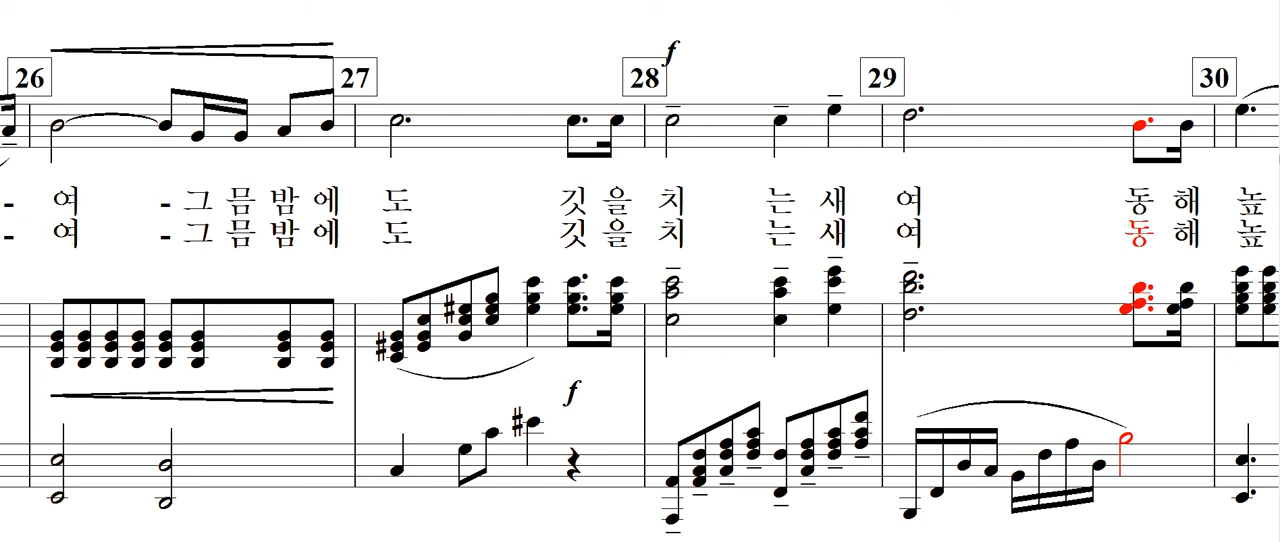 f
26 27 28 29 30
- 여 - 그 믐 밤 에 도 깃 을 치 는 새 여 동 해 높
- 여 - 그 믐 밤 에 도 깃 을 치 는 새 여 동 해 높
f